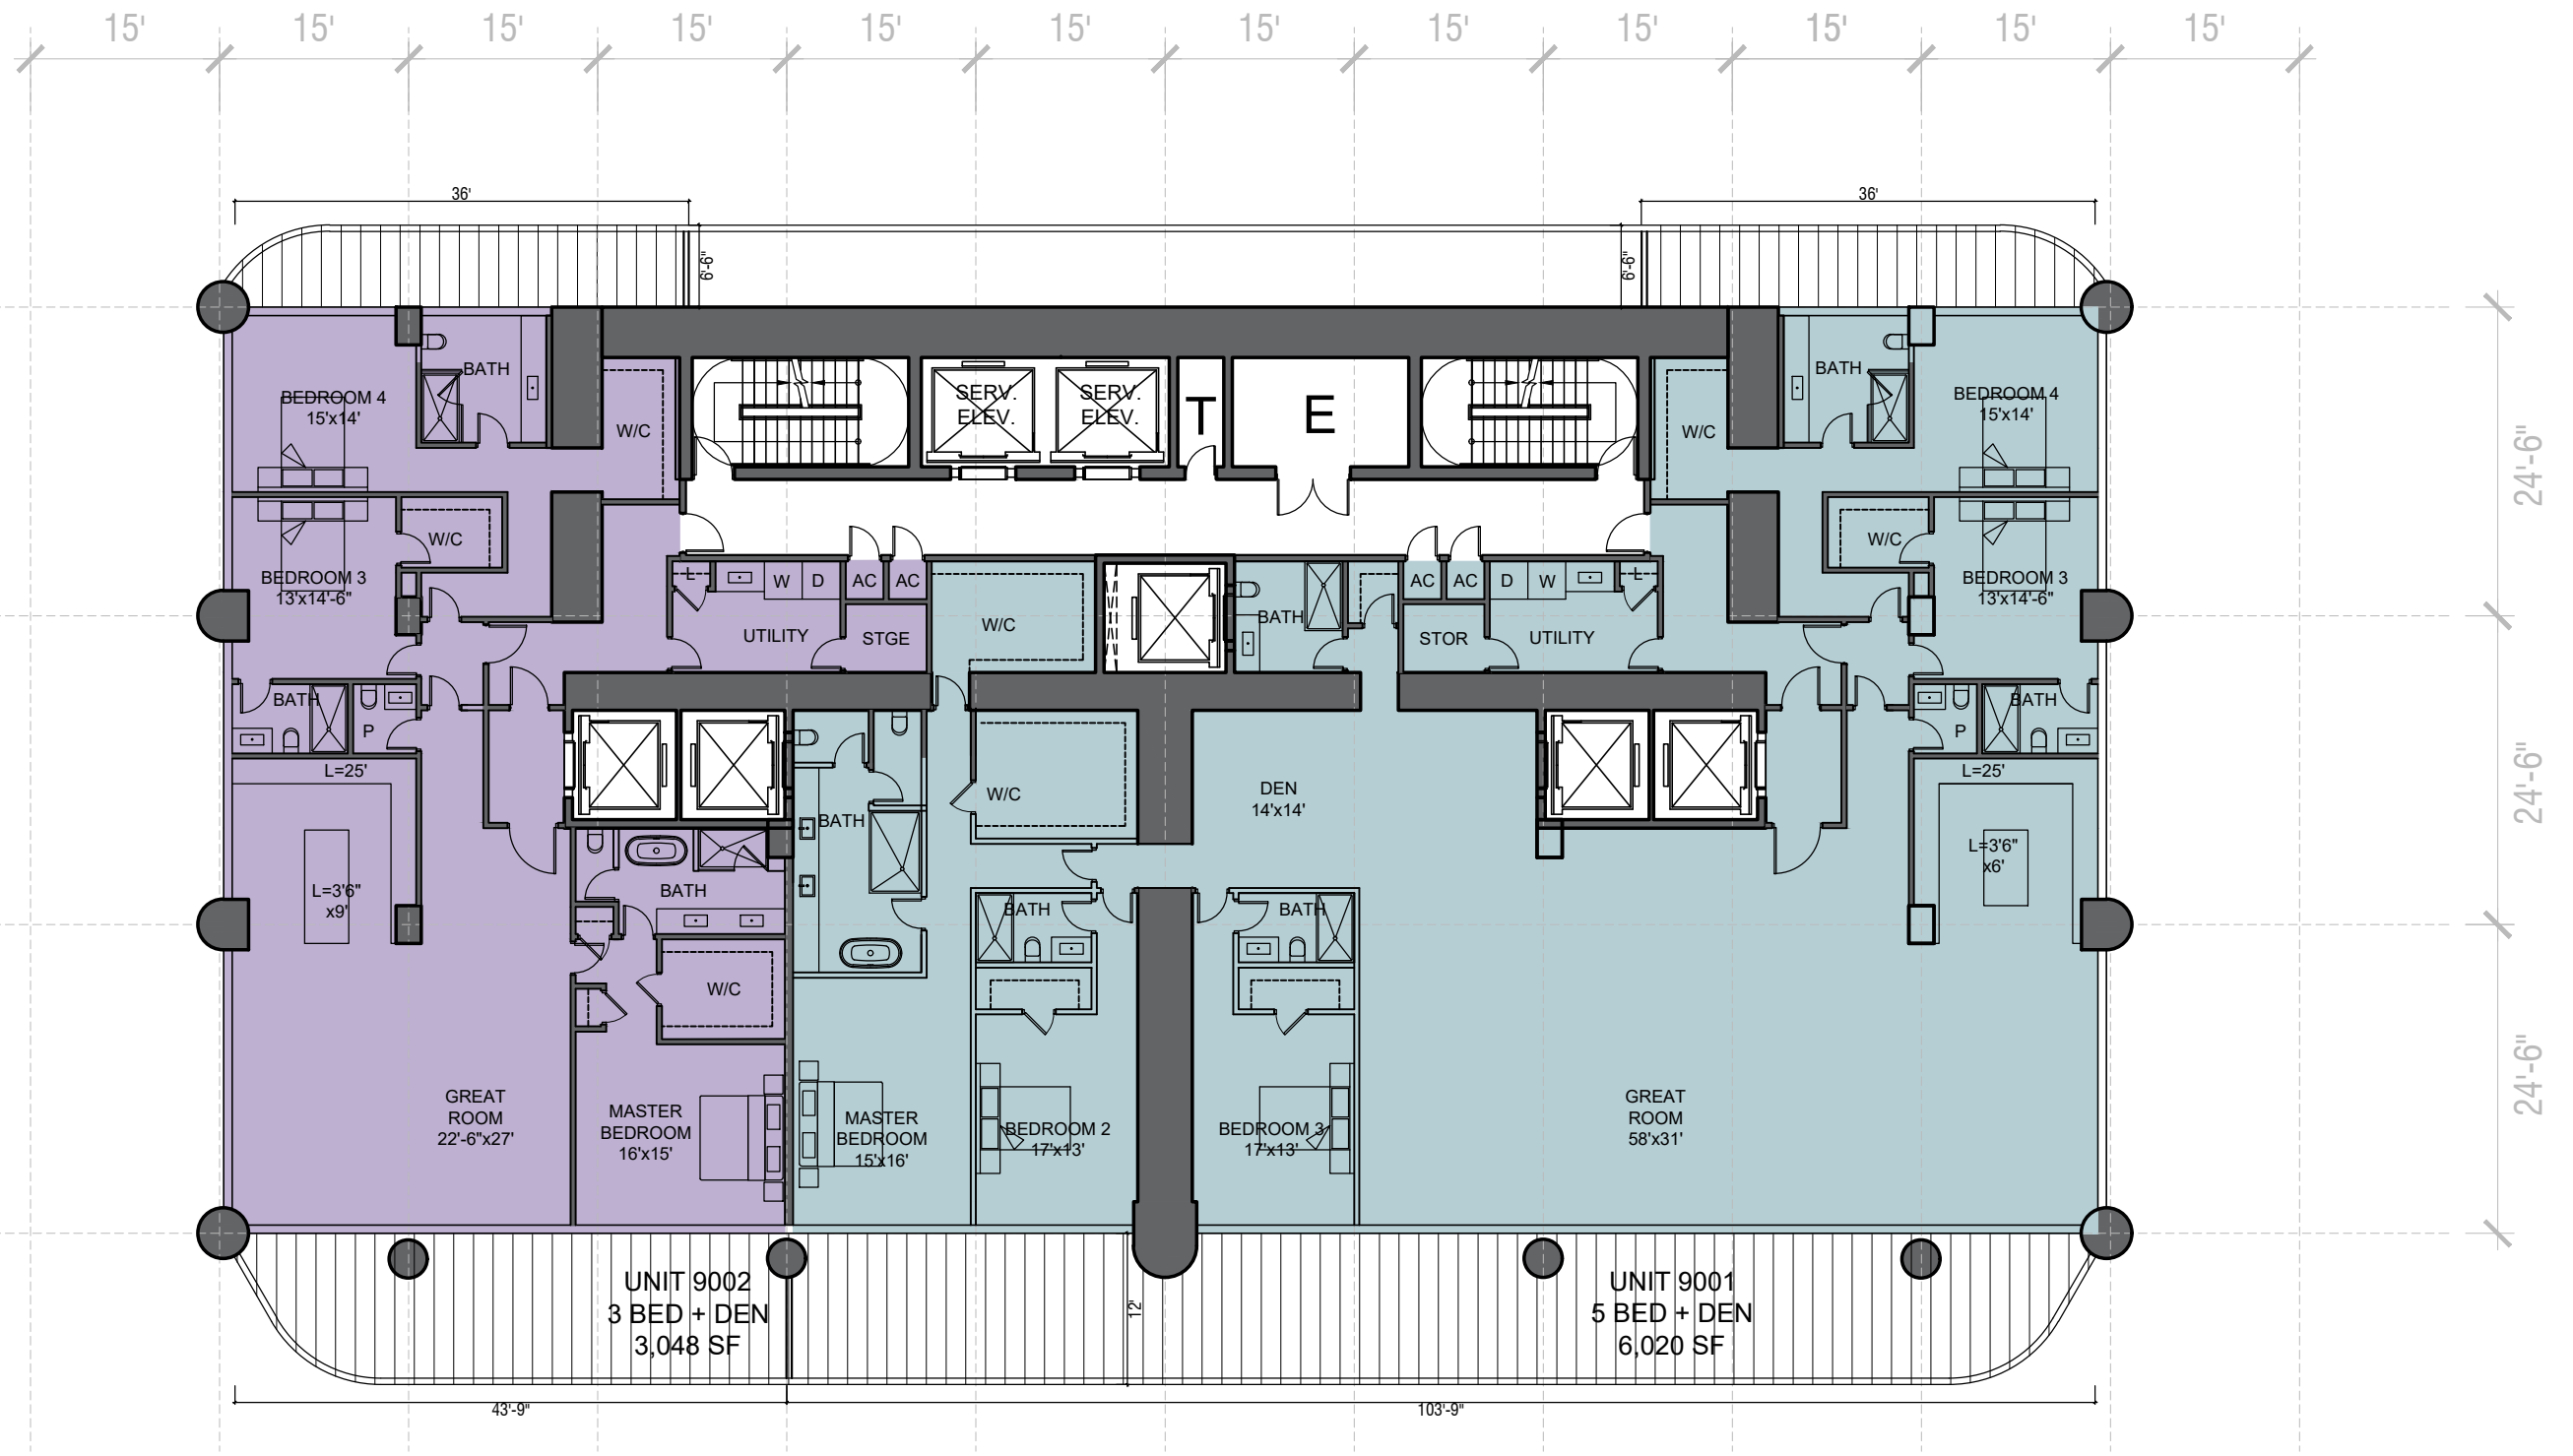 15' 15' 15' 15' 15' 15' 15' 15' 15' 15' 15' 15'
36' 36'
6'-6" 6'-6"
BATH
BEDROOM 4
15'x14'
W/C
SERV.
ELEV.
SERV.
ELEV.
T
E
W/C
BATH
BEDROOM 4
15'x14'
24'-6"
W/C
BEDROOM 3
13'x14'-6"
L
W
D
AC
AC
UTILITY
STGE
W/C
BATH
AC
AC
D
W
L
STOR
UTILITY
W/C
BEDROOM 3
13'x14'-6"
BATH
P
L=25'
P
BATH
L=25'
24'-6"
L=3'6"
x9'
BATH
W/C
BATH
W/C
DEN
14'x14'
BATH
BATH
L=3'6"
x6'
GREAT
ROOM
22'-6"x27'
MASTER
BEDROOM
16'x15'
MASTER
BEDROOM
15'x16'
BEDROOM 2
17'x13'
BEDROOM 3
17'x13'
GREAT
ROOM
58'x31'
24'-6"
UNIT 9002
3 BED + DEN
3,048 SF
12'
UNIT 9001
5 BED + DEN
6,020 SF
43'-9"
103'-9"